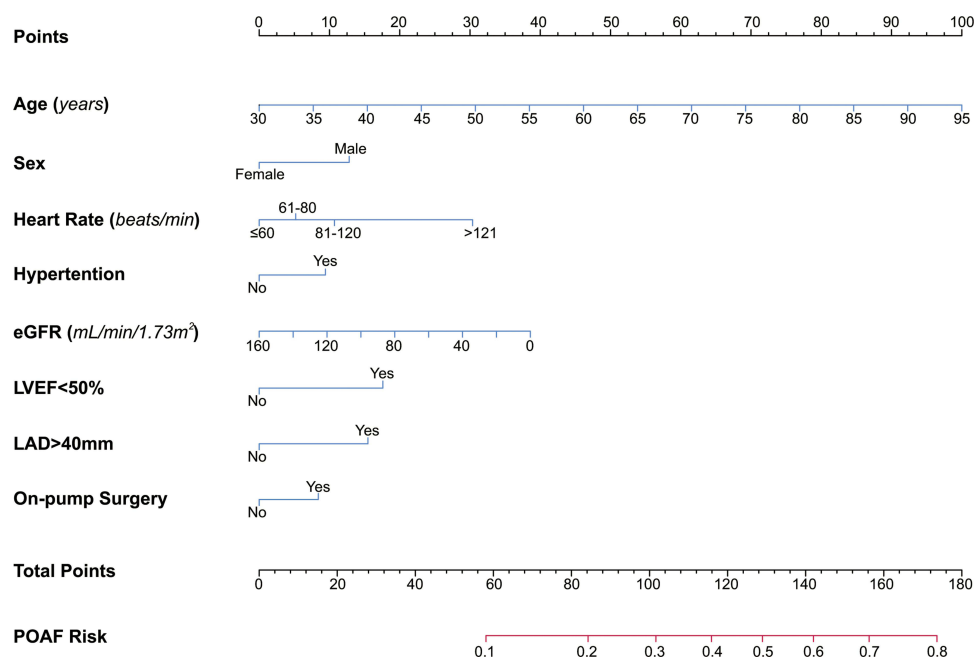 0 10 20 30 40 50 60 70 80 90 100
Points
Age (years)
30 35 40 45 50 55 60 65 70 75 80 85 90 95
Male
Sex
Female
61-80
Heart Rate (beats/min)
≤60 81-120 >121
Yes
Hypertention
No
eGFR (mL/min/1.73m²)
160 120 80 40 0
Yes
LVEF<50%
No
Yes
LAD>40mm
No
Yes
On-pump Surgery
No
Total Points
0 20 40 60 80 100 120 140 160 180
POAF Risk
0.1 0.2 0.3 0.4 0.5 0.6 0.7 0.8